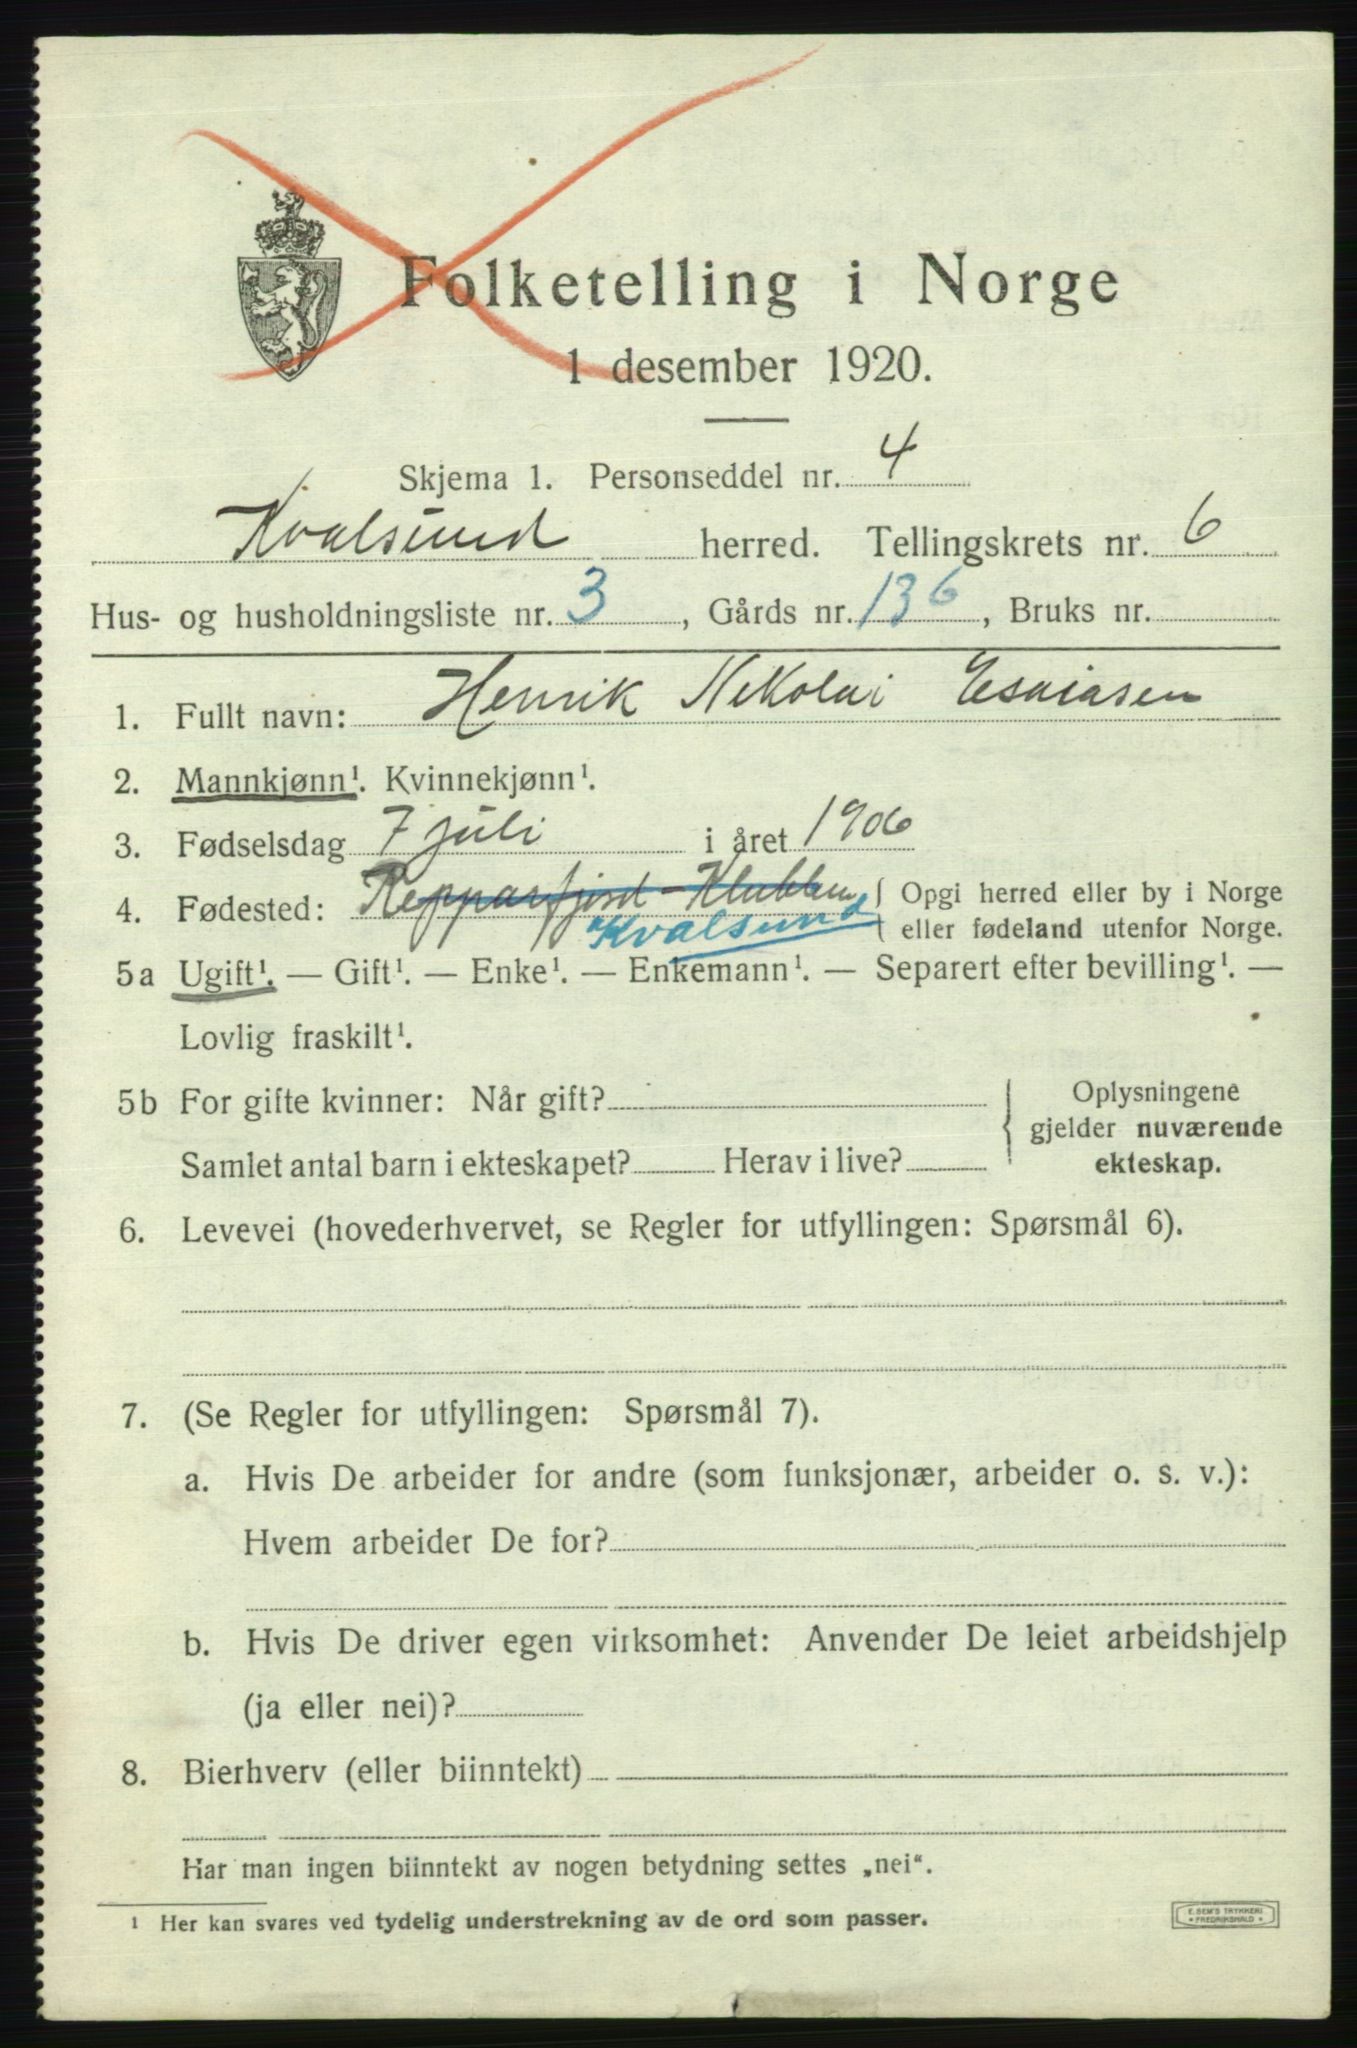 Folketelling i Norge
1 desember 1920.
Skjema 1. Personseddel nr. 4
Kvalsund herred. Tellingskrets nr. 6
Hus- og husholdningsliste nr. 3, Gårds nr. 136, Bruks nr.
1. Fullt navn: Henrik Nikolai Esaiasen
2. Mannkjønn¹. Kvinnekjønn¹.
3. Fødselsdag 7 juli i året 1906
4. Fødested: Repparfjord - Klubben { Opgi herred eller by i Norge
Kvalsund eller fødeland utenfor Norge.
5a Ugift¹. — Gift¹. — Enke¹. — Enkemann¹. — Separert efter bevilling¹. —
Lovlig fraskilt¹.
5b For gifte kvinner: Når gift? Oplysningene
gjelder nuværende
Samlet antal barn i ekteskapet? Herav i live? ekteskap.
6. Levevei (hovederhvervet, se Regler for utfyllingen: Spørsmål 6).
7. (Se Regler for utfyllingen: Spørsmål 7).
a. Hvis De arbeider for andre (som funksjonær, arbeider o. s. v.):
Hvem arbeider De for?
b. Hvis De driver egen virksomhet: Anvender De leiet arbeidshjelp
(ja eller nei)?
8. Bierhverv (eller biinntekt)
Har man ingen biinntekt av nogen betydning settes „nei“.
¹ Her kan svares ved tydelig understrekning av de ord som passer.
E. SEM'S TRYKKERI
* FREDRIKSHALD *